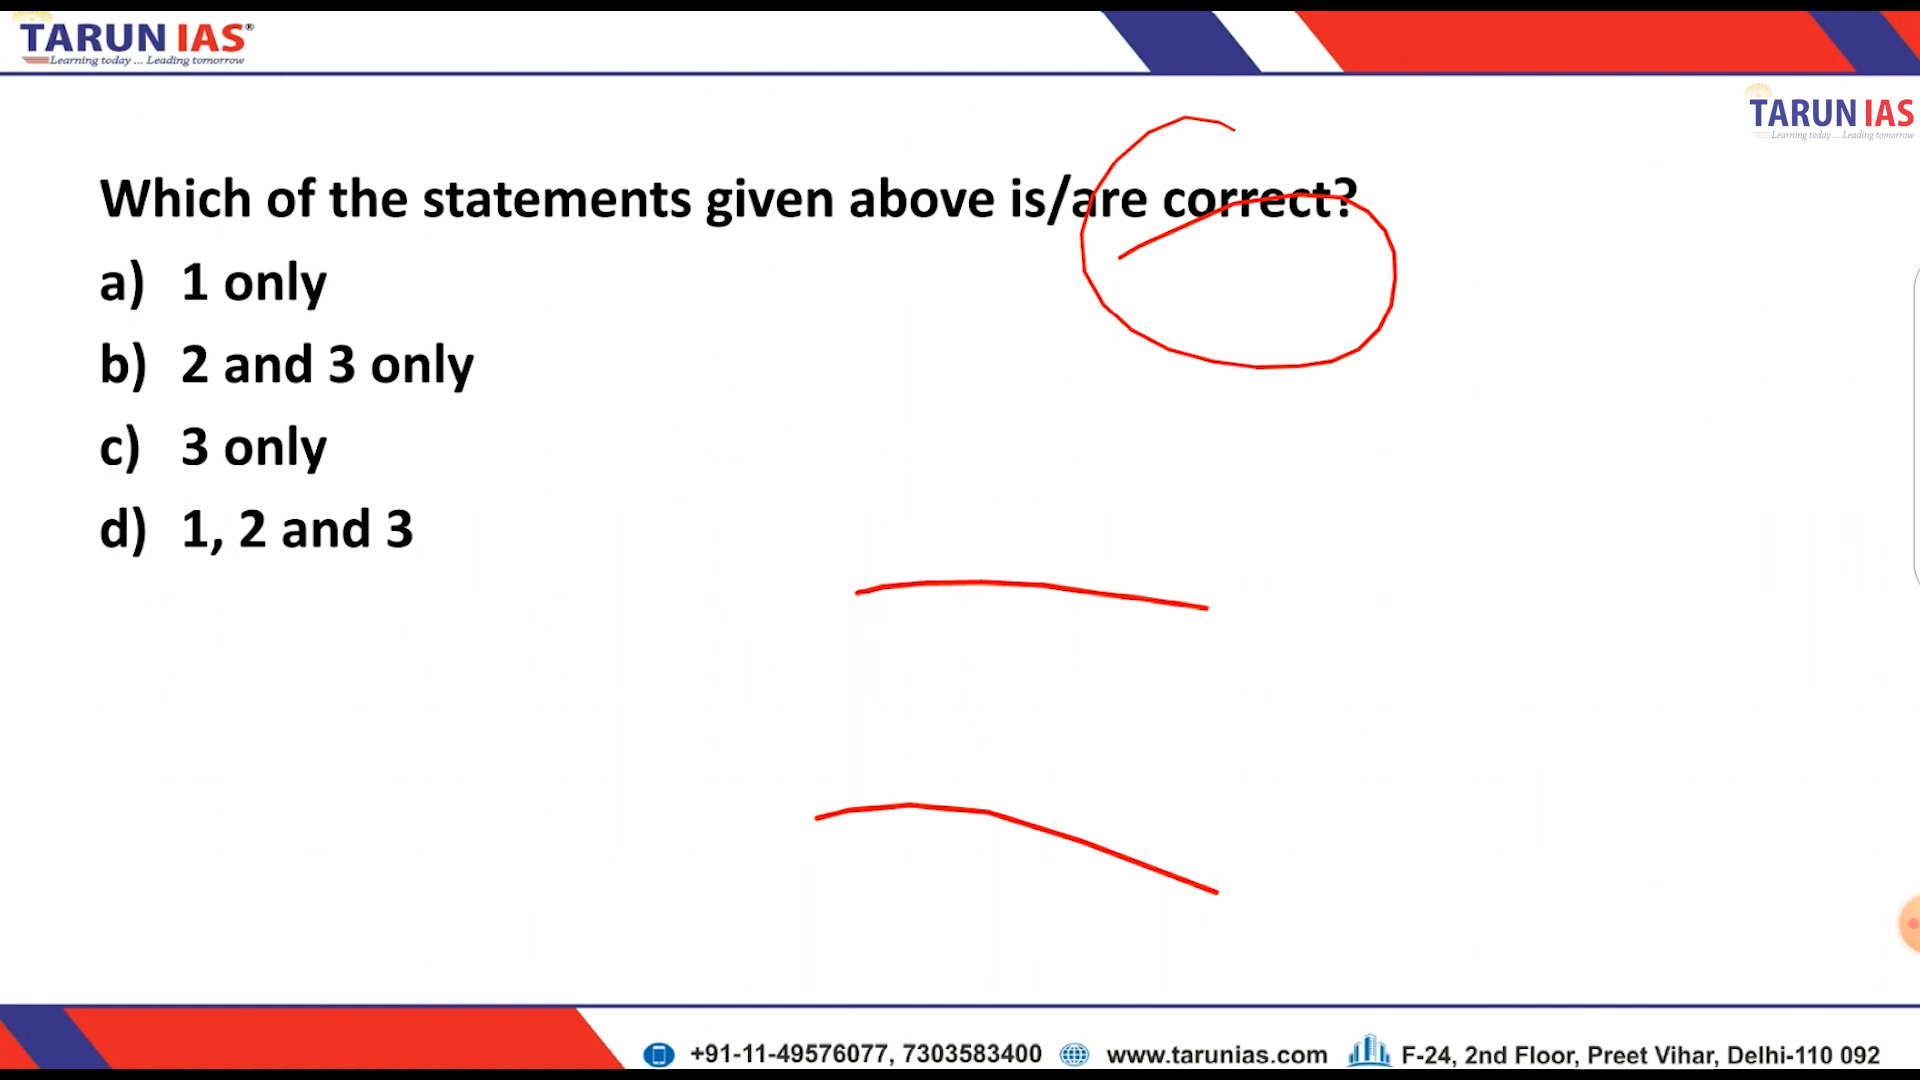 TARUN IAS®
Learning today ... Leading tomorrow
TARUN IAS
Learning today ... Leading tomorrow
Which of the statements given above is/are correct?
a) 1 only
b) 2 and 3 only
c) 3 only
d) 1, 2 and 3
+91-11-49576077, 7303583400 www.tarunias.com F-24, 2nd Floor, Preet Vihar, Delhi-110 092